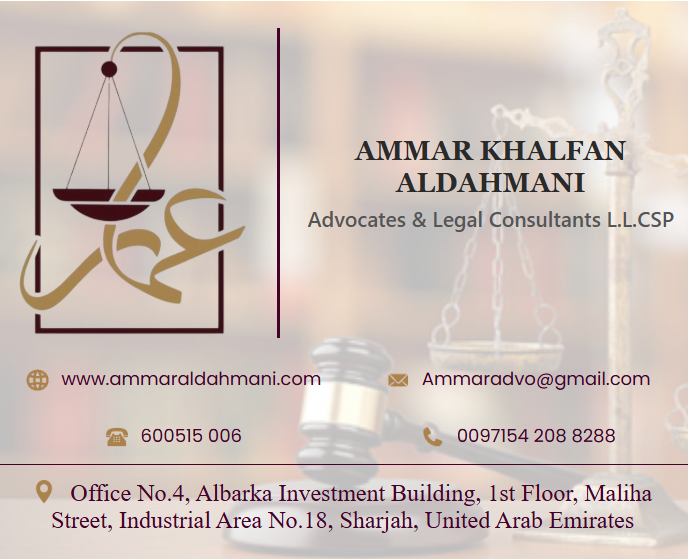 عمار
AMMAR KHALFAN
ALDAHMANI
Advocates & Legal Consultants L.L.CSP
www.ammaraldahmani.com
Ammaradvo@gmail.com
600515 006
0097154 208 8288
Office No.4, Albarka Investment Building, 1st Floor, Maliha
Street, Industrial Area No.18, Sharjah, United Arab Emirates